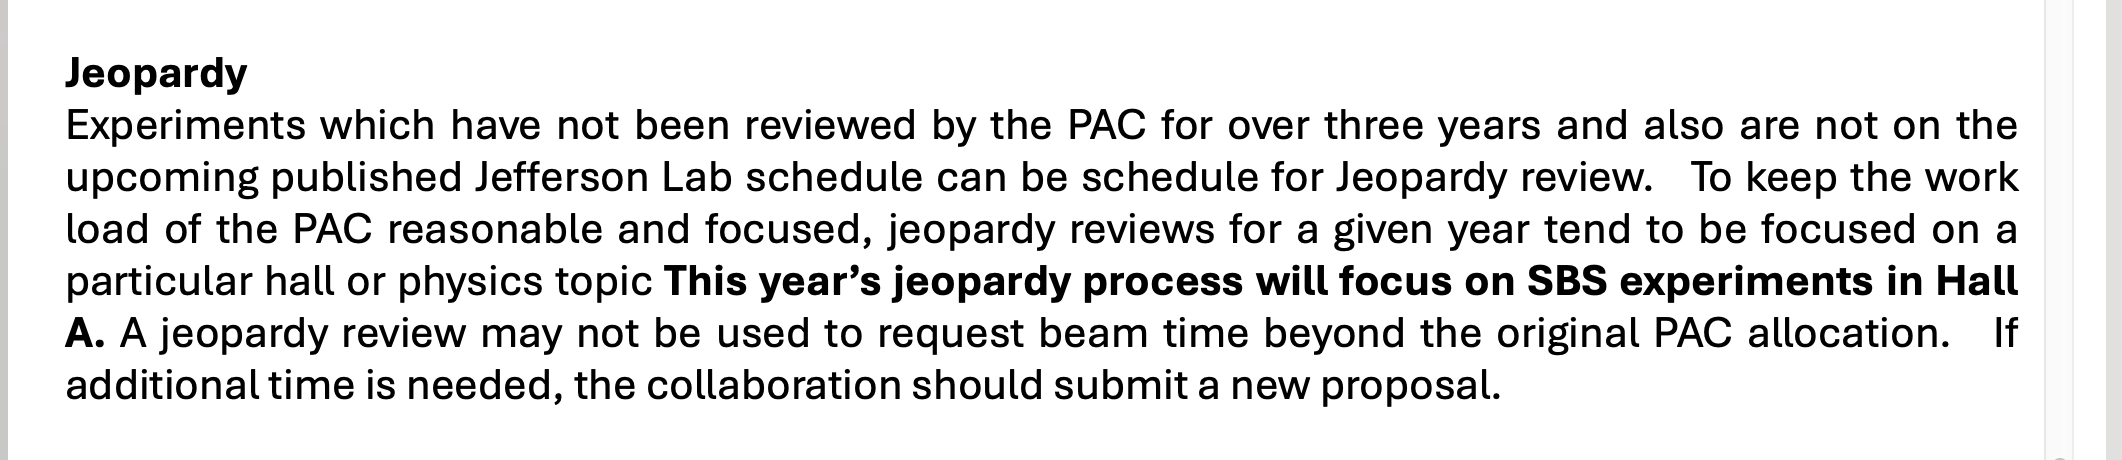 Jeopardy
Experiments which have not been reviewed by the PAC for over three years and also are not on the
upcoming published Jefferson Lab schedule can be schedule for Jeopardy review.   To keep the work
load of the PAC reasonable and focused, jeopardy reviews for a given year tend to be focused on a
particular hall or physics topic This year’s jeopardy process will focus on SBS experiments in Hall
A. A jeopardy review may not be used to request beam time beyond the original PAC allocation.   If
additional time is needed, the collaboration should submit a new proposal.